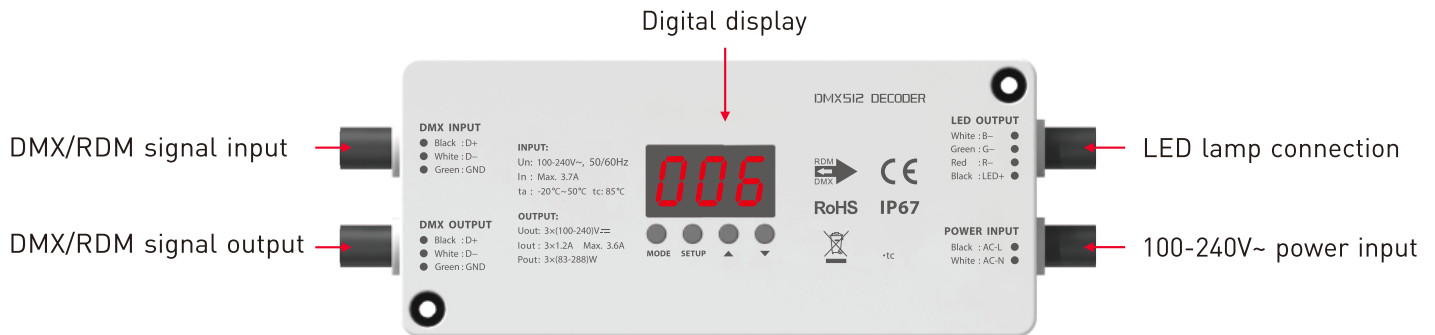 Digital display
DMX/RDM signal input
DMX/RDM signal output
DMX INPUT
Black : D+
White : D−
Green : GND
DMX OUTPUT
Black : D+
White : D−
Green : GND
INPUT:
Un: 100-240V~, 50/60Hz
In : Max. 3.7A
ta : -20℃~50℃ tc: 85℃
OUTPUT:
Uout: 3×(100-240)V⎓
Iout : 3×1.2A Max. 3.6A
Pout: 3×(83-288)W
006
MODE SETUP ▲ ▼
DMX512 DECODER
RDM
DMX
CE
RoHS IP67
•tc
LED OUTPUT
White : B−
Green : G−
Red : R−
Black : LED+
POWER INPUT
Black : AC-L
White : AC-N
LED lamp connection
100-240V~ power input